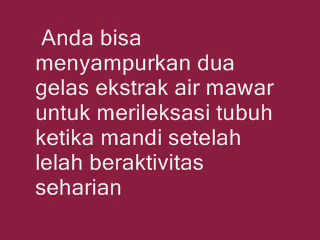 Anda bisa
menyampurkan dua
gelas ekstrak air mawar
untuk merileksasi tubuh
ketika mandi setelah
lelah beraktivitas
seharian